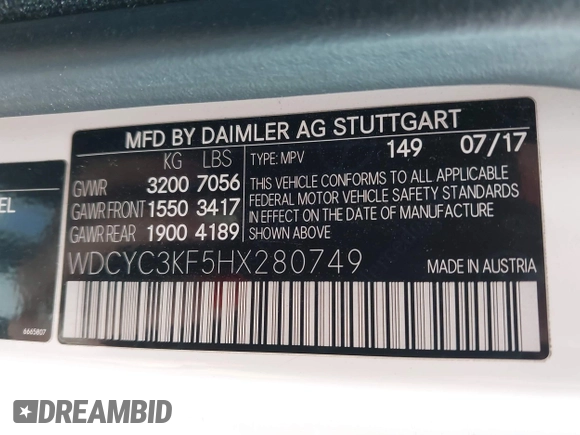 MFD BY DAIMLER AG STUTTGART
KG LBS TYPE: MPV 149 07/17
GVWR 3200 7056 THIS VEHICLE CONFORMS TO ALL APPLICABLE
GAWR FRONT 1550 3417 FEDERAL MOTOR VEHICLE SAFETY STANDARDS
IN EFFECT ON THE DATE OF MANUFACTURE
GAWR REAR 1900 4189 SHOWN ABOVE
WDCYC3KF5HX280749 MADE IN AUSTRIA
EL
6665807
DREAMBID